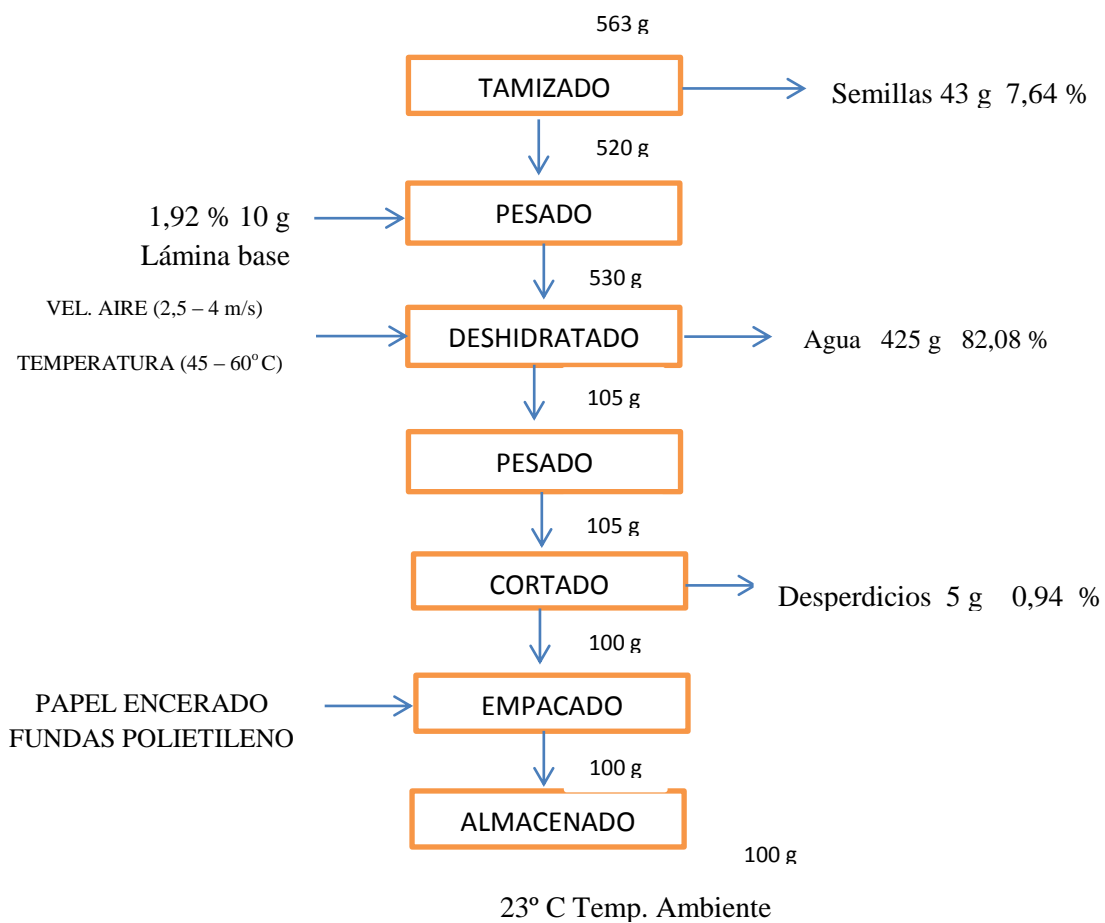 563 g
TAMIZADO
Semillas 43 g 7,64 %
520 g
1,92 % 10 g
Lámina base
PESADO
530 g
VEL. AIRE (2,5 – 4 m/s)
TEMPERATURA (45 – 60º C)
DESHIDRATADO
Agua 425 g 82,08 %
105 g
PESADO
105 g
CORTADO
Desperdicios 5 g 0,94 %
100 g
PAPEL ENCERADO
FUNDAS POLIETILENO
EMPACADO
100 g
ALMACENADO
100 g
23º C Temp. Ambiente